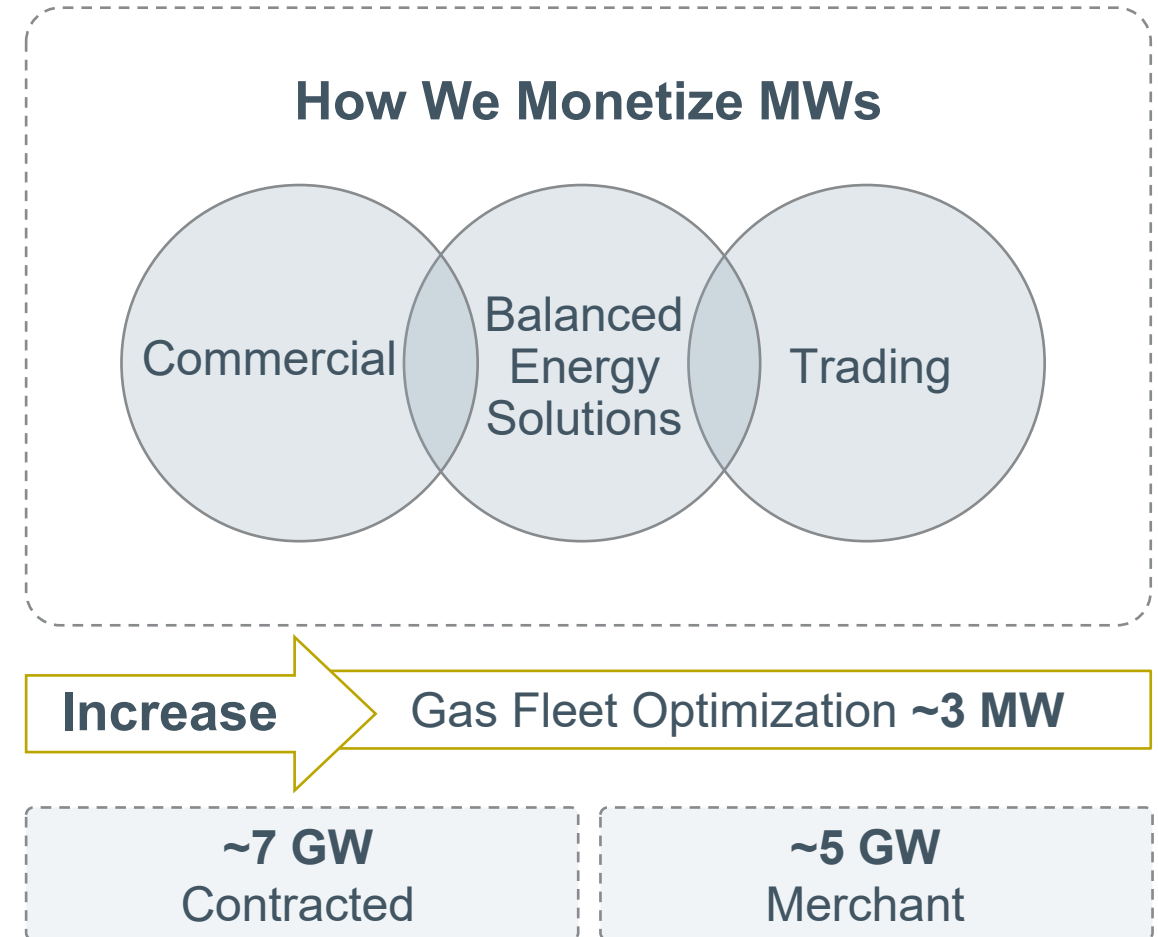 How We Monetize MWs
Commercial
Balanced
Energy
Solutions
Trading
Increase
Gas Fleet Optimization ~3 MW
~7 GW
Contracted
~5 GW
Merchant